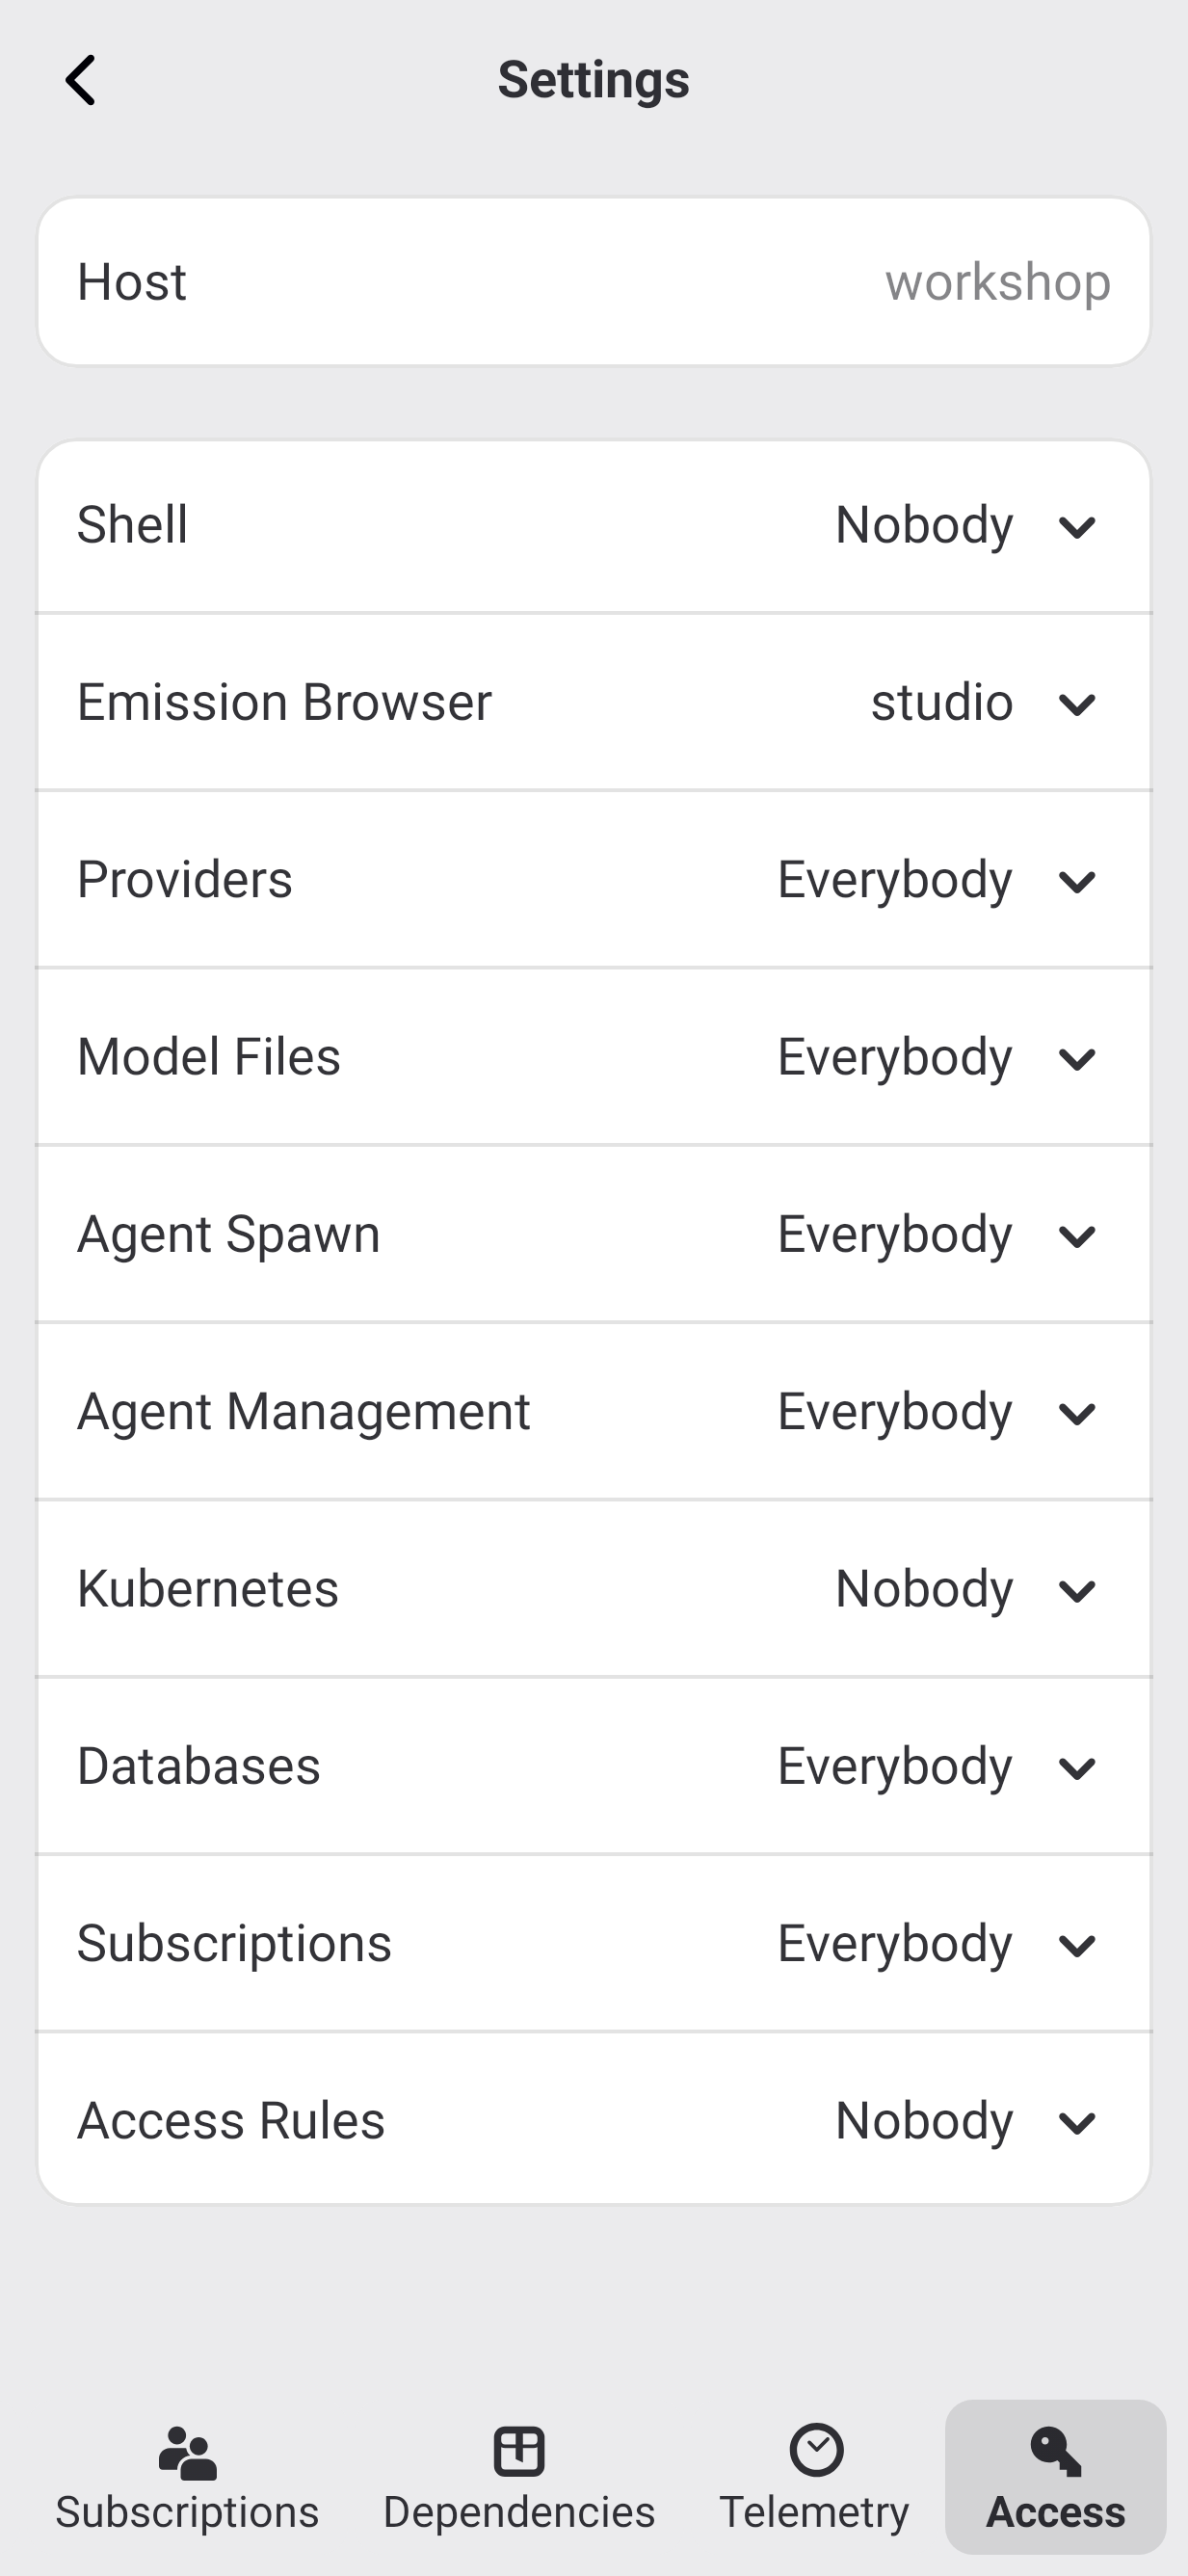 Settings
Host workshop
Shell Nobody
Emission Browser studio
Providers Everybody
Model Files Everybody
Agent Spawn Everybody
Agent Management Everybody
Kubernetes Nobody
Databases Everybody
Subscriptions Everybody
Access Rules Nobody
Subscriptions Dependencies Telemetry Access